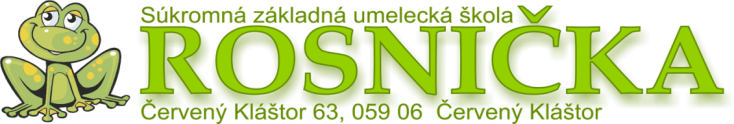 Súkromná základná umelecká škola
ROSNIČKA
Červený Kláštor 63, 059 06 Červený Kláštor